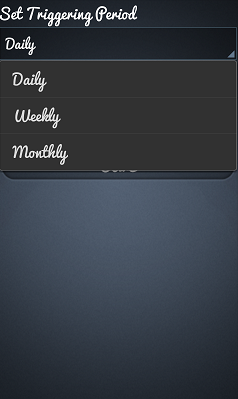 Set Triggering Period
Daily
Daily
Weekly
Monthly